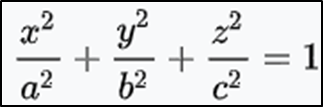 x²/a² + y²/b² + z²/c² = 1